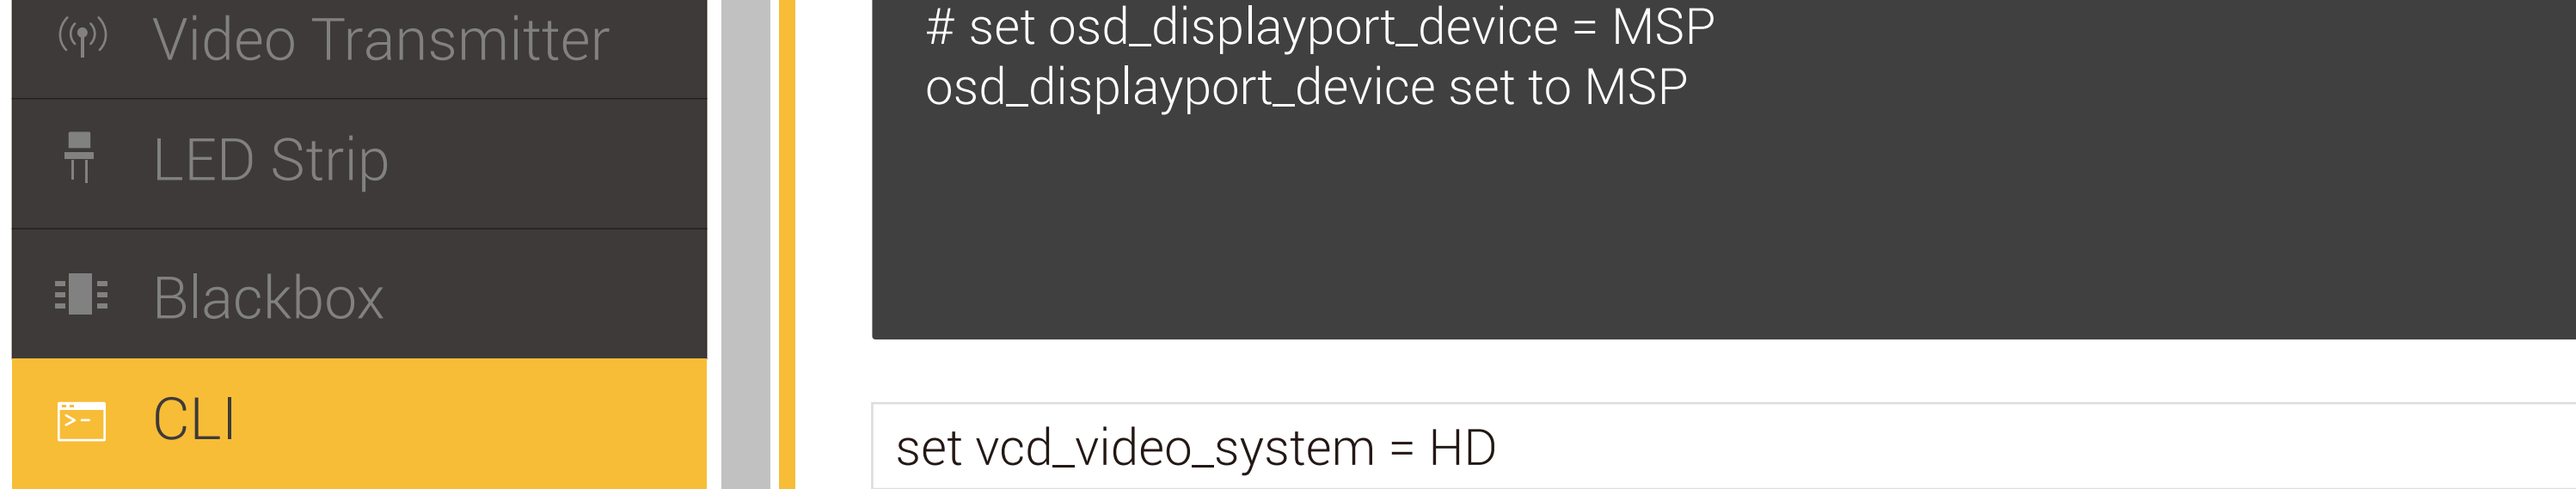 Video Transmitter
LED Strip
Blackbox
CLI
# set osd_displayport_device = MSP
osd_displayport_device set to MSP
set vcd_video_system = HD